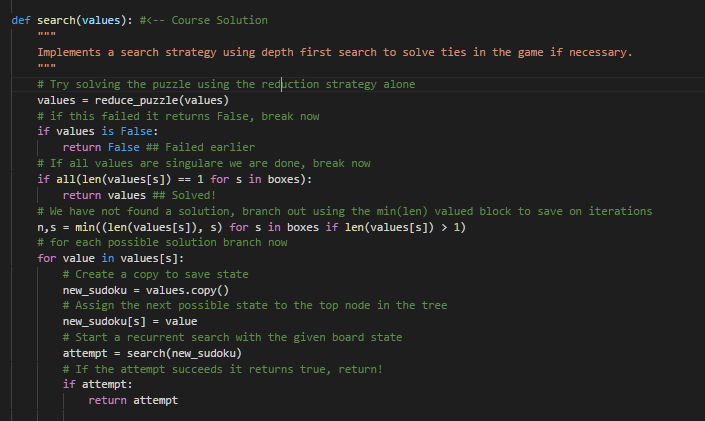 def search(values): #<-- Course Solution
"""
Implements a search strategy using depth first search to solve ties in the game if necessary.
"""
# Try solving the puzzle using the reduction strategy alone
values = reduce_puzzle(values)
# if this failed it returns False, break now
if values is False:
return False ## Failed earlier
# If all values are singulare we are done, break now
if all(len(values[s]) == 1 for s in boxes):
return values ## Solved!
# We have not found a solution, branch out using the min(len) valued block to save on iterations
n,s = min((len(values[s]), s) for s in boxes if len(values[s]) > 1)
# for each possible solution branch now
for value in values[s]:
# Create a copy to save state
new_sudoku = values.copy()
# Assign the next possible state to the top node in the tree
new_sudoku[s] = value
# Start a recurrent search with the given board state
attempt = search(new_sudoku)
# If the attempt succeeds it returns true, return!
if attempt:
return attempt